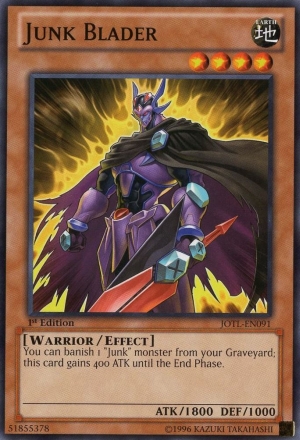 JUNK BLADER
EARTH
地
1st Edition
JOTL-EN091
[WARRIOR / EFFECT]
You can banish 1 "Junk" monster from your Graveyard;
this card gains 400 ATK until the End Phase.
ATK/1800 DEF/1000
51855378
©1996 KAZUKI TAKAHASHI